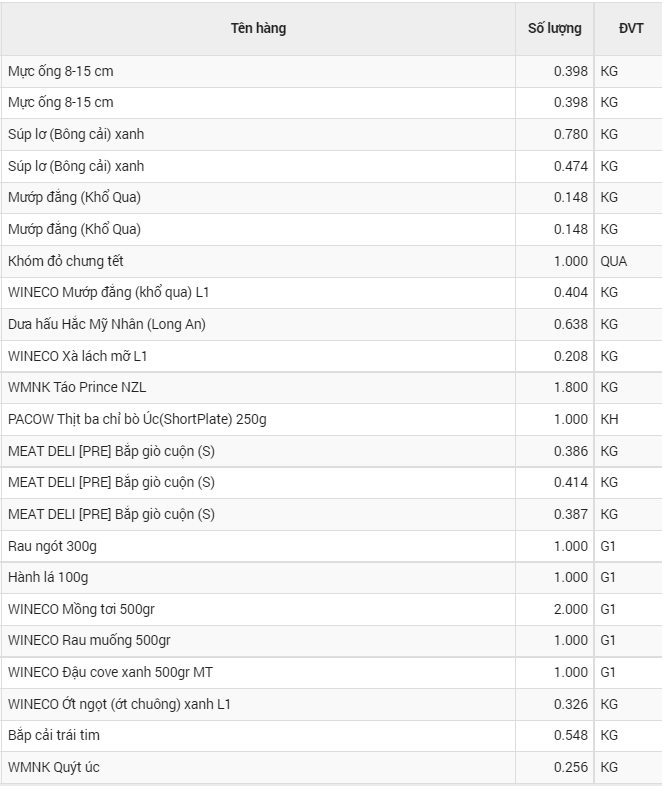 Tên hàng Số lượng ĐVT
Mực ống 8-15 cm 0.398 KG
Mực ống 8-15 cm 0.398 KG
Súp lơ (Bông cải) xanh 0.780 KG
Súp lơ (Bông cải) xanh 0.474 KG
Mướp đắng (Khổ Qua) 0.148 KG
Mướp đắng (Khổ Qua) 0.148 KG
Khóm đỏ chưng tết 1.000 QUA
WINECO Mướp đắng (khổ qua) L1 0.404 KG
Dưa hấu Hắc Mỹ Nhân (Long An) 0.638 KG
WINECO Xà lách mỡ L1 0.208 KG
WMNK Táo Prince NZL 1.800 KG
PACOW Thịt ba chỉ bò Úc(ShortPlate) 250g 1.000 KH
MEAT DELI [PRE] Bắp giò cuộn (S) 0.386 KG
MEAT DELI [PRE] Bắp giò cuộn (S) 0.414 KG
MEAT DELI [PRE] Bắp giò cuộn (S) 0.387 KG
Rau ngót 300g 1.000 G1
Hành lá 100g 1.000 G1
WINECO Mồng tơi 500gr 2.000 G1
WINECO Rau muống 500gr 1.000 G1
WINECO Đậu cove xanh 500gr MT 1.000 G1
WINECO Ớt ngọt (ớt chuông) xanh L1 0.326 KG
Bắp cải trái tim 0.548 KG
WMNK Quýt úc 0.256 KG